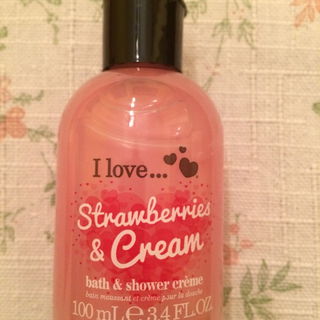 I love...
Strawberries
& Cream
bath & shower crème
bain moussant et crème pour la douche
100 mL ℮ 3.4 FL.OZ